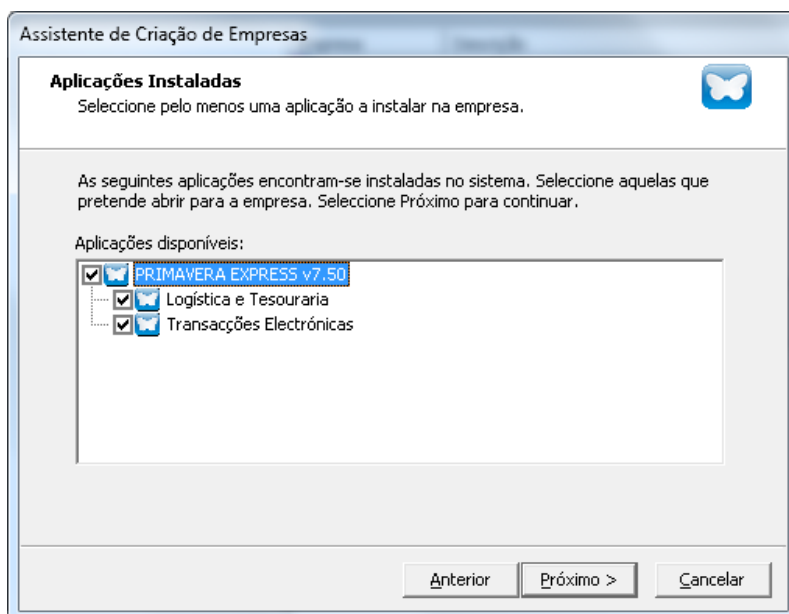 Assistente de Criação de Empresas
Descrição
Aplicações Instaladas
Seleccione pelo menos uma aplicação a instalar na empresa.
As seguintes aplicações encontram-se instaladas no sistema. Seleccione aquelas que
pretende abrir para a empresa. Seleccione Próximo para continuar.
Aplicações disponíveis:
PRIMAVERA EXPRESS v7.50
Logística e Tesouraria
Transacções Electrónicas
Anterior
Próximo >
Cancelar